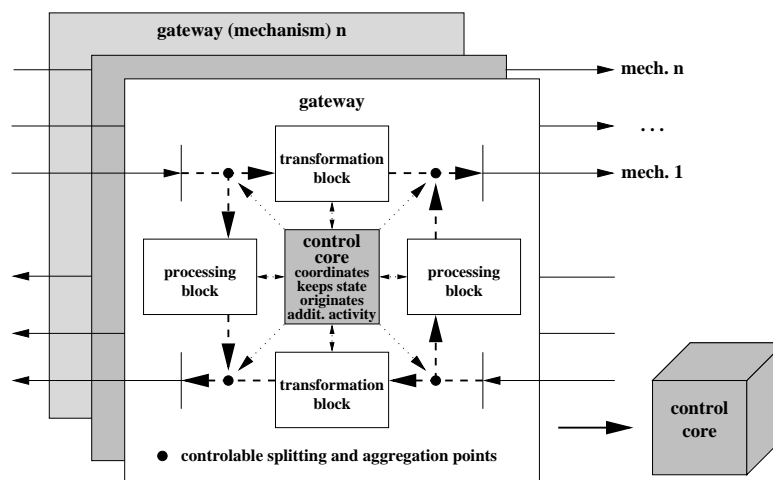 gateway (mechanism) n
mech. n
gateway
. . .
transformation
block
mech. 1
control
core
coordinates
keeps state
originates
addit. activity
processing
block
processing
block
transformation
block
control
core
controlable splitting and aggregation points